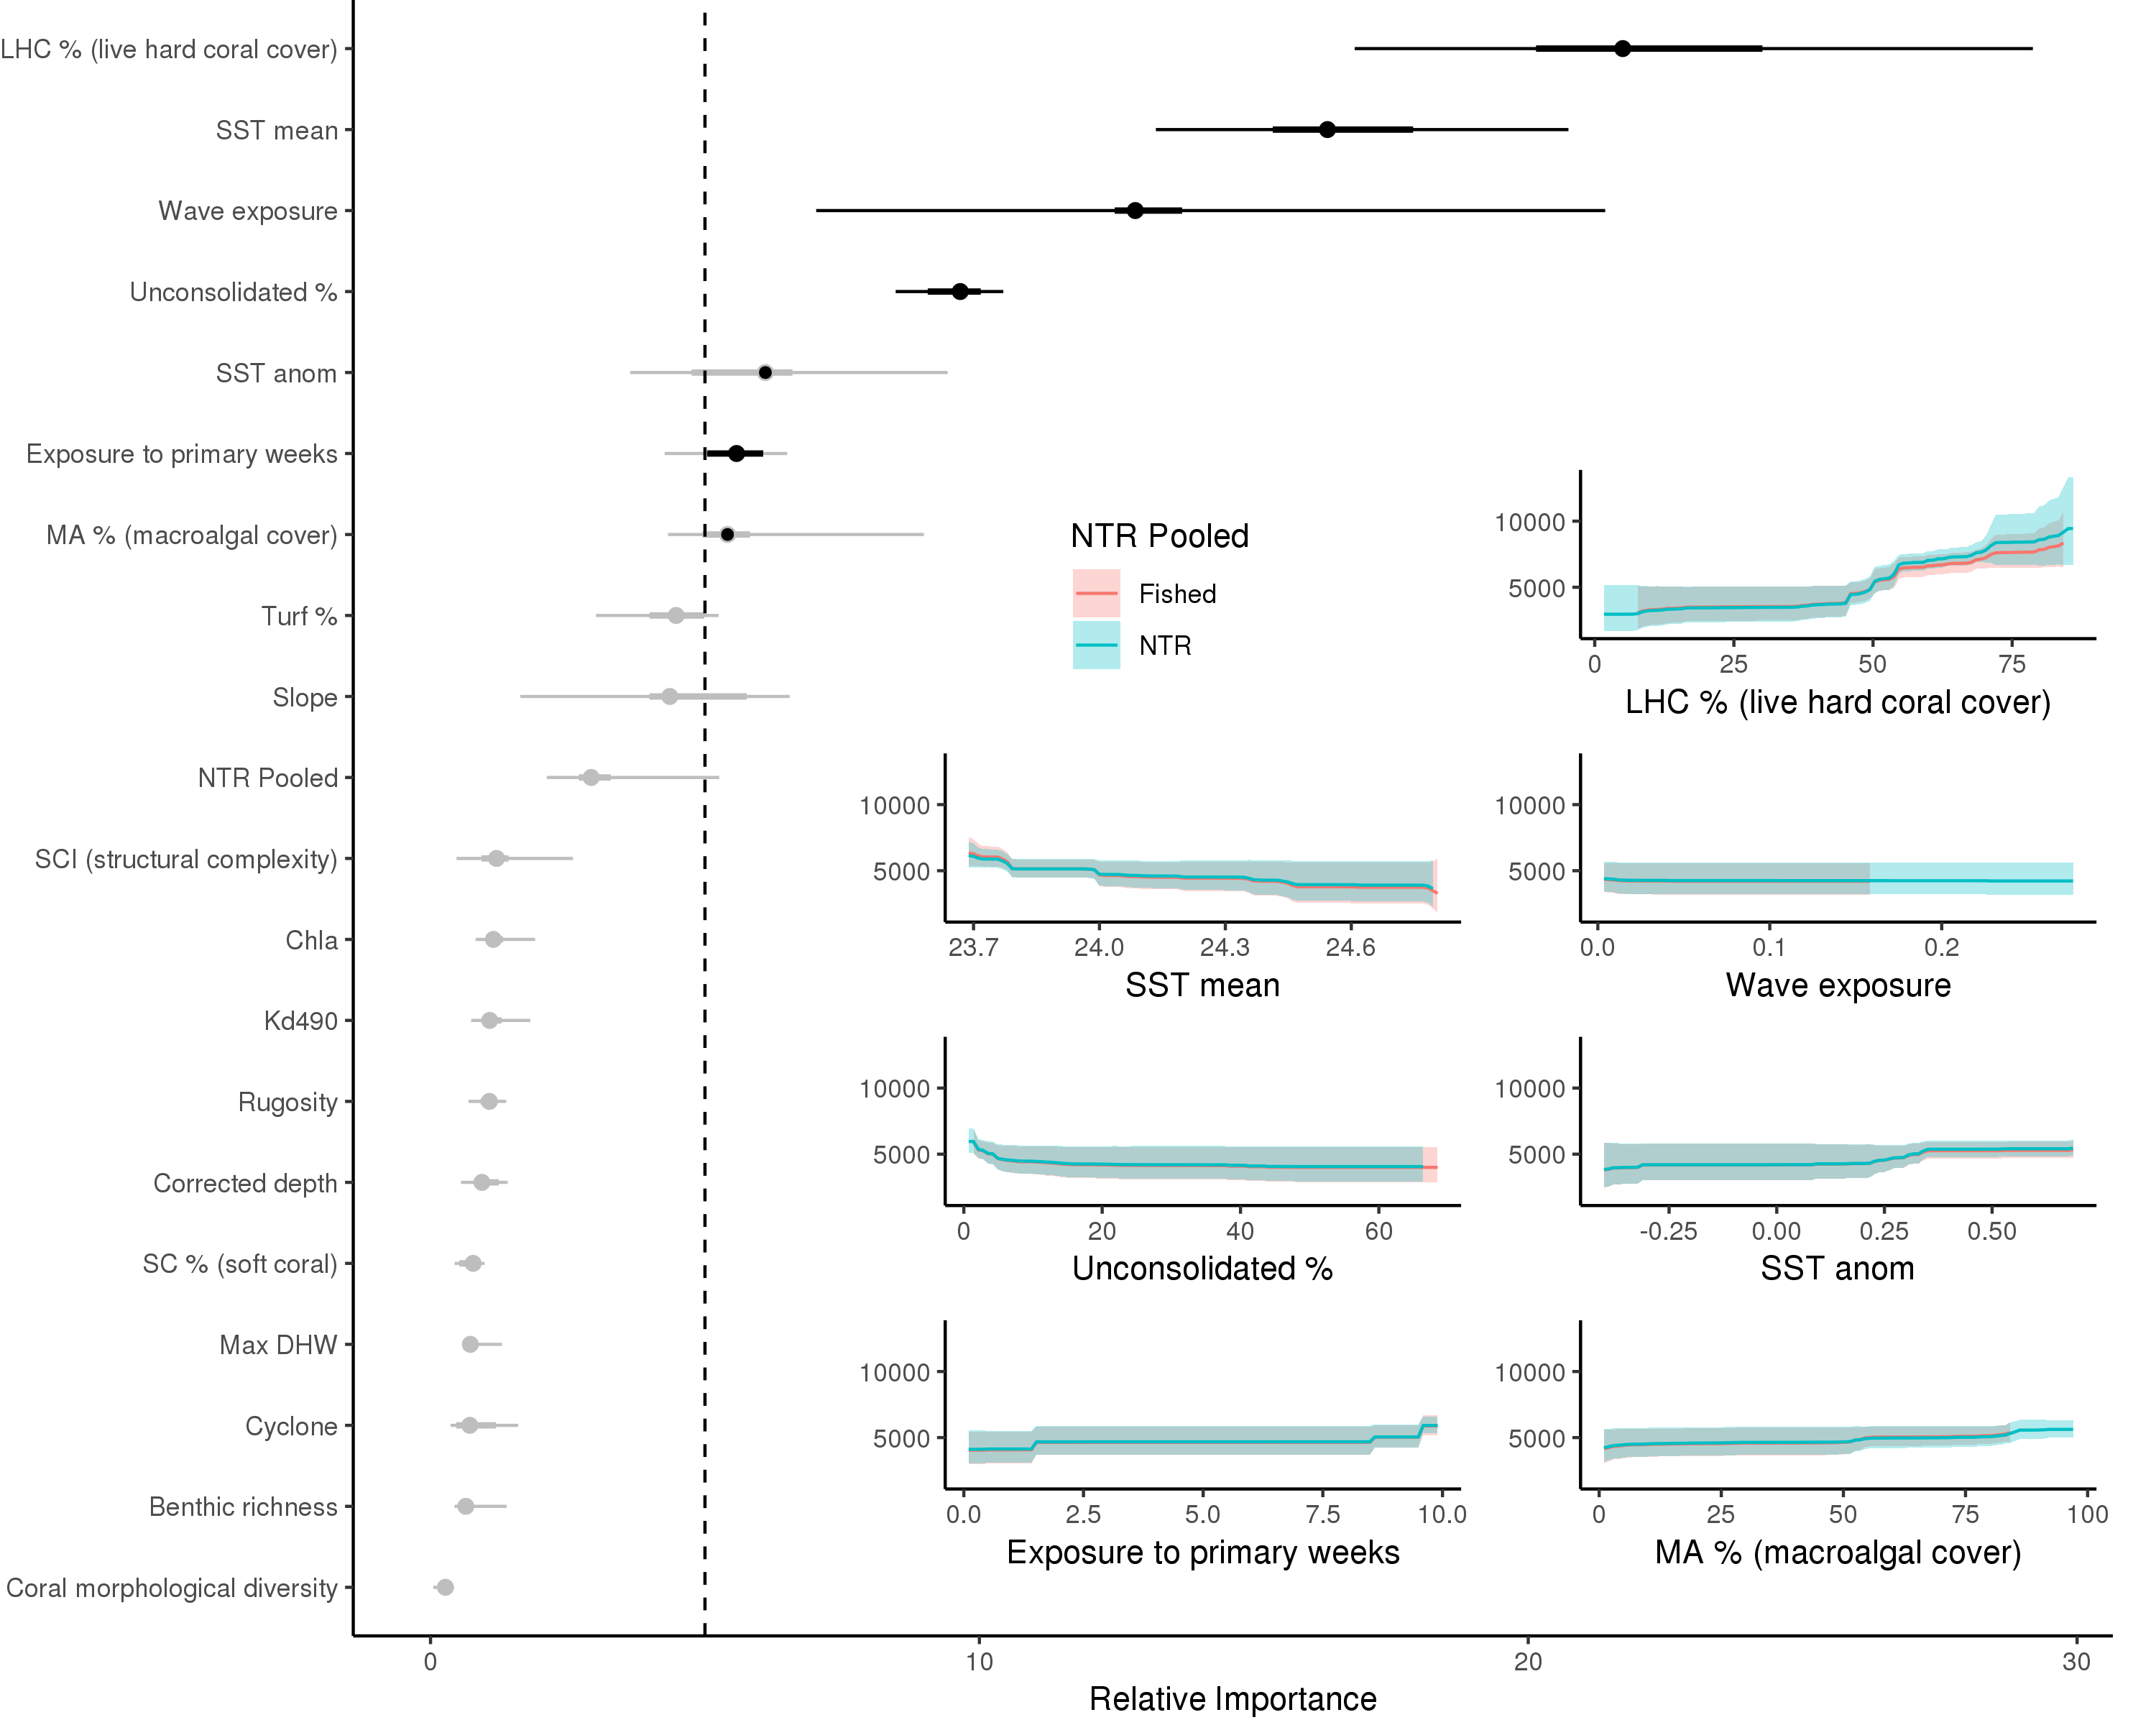 LHC % (live hard coral cover)
SST mean
Wave exposure
Unconsolidated %
SST anom
Exposure to primary weeks
MA % (macroalgal cover)
Turf %
Slope
NTR Pooled
SCI (structural complexity)
Chla
Kd490
Rugosity
Corrected depth
SC % (soft coral)
Max DHW
Cyclone
Benthic richness
Coral morphological diversity
0 10 20 30
Relative Importance
NTR Pooled
Fished
NTR
10000
5000
0 25 50 75
LHC % (live hard coral cover)
10000
5000
23.7 24.0 24.3 24.6
SST mean
10000
5000
0.0 0.1 0.2
Wave exposure
10000
5000
0 20 40 60
Unconsolidated %
10000
5000
-0.25 0.00 0.25 0.50
SST anom
10000
5000
0.0 2.5 5.0 7.5 10.0
Exposure to primary weeks
10000
5000
0 25 50 75 100
MA % (macroalgal cover)